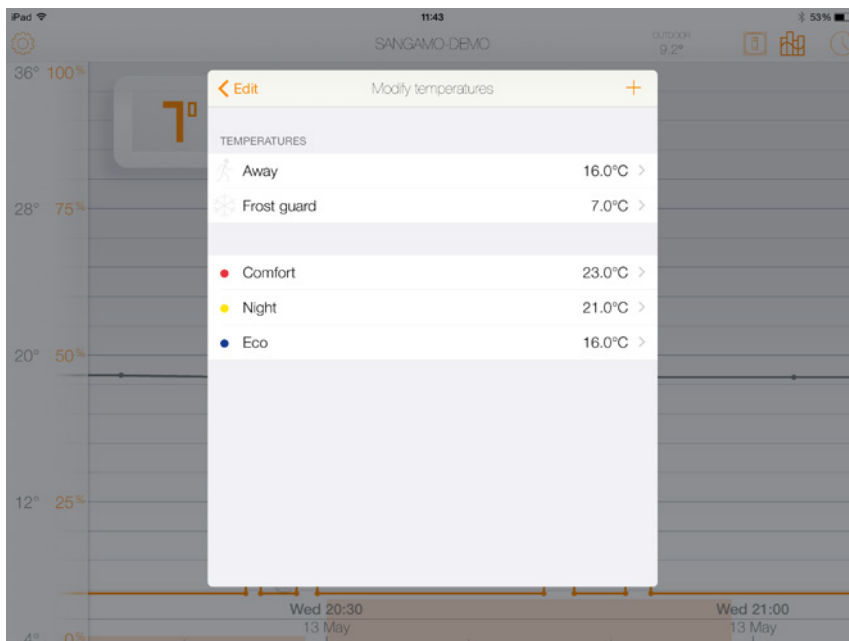 iPad 11:43 53%
SANGAMO-DEMO OUTDOOR 9.2°
36° 100%
7°
Edit Modify temperatures +
TEMPERATURES
Away 16.0°C
Frost guard 7.0°C
28° 75%
Comfort 23.0°C
Night 21.0°C
Eco 16.0°C
20° 50%
12° 25%
Wed 20:30 Wed 21:00
13 May 13 May
4° 0%